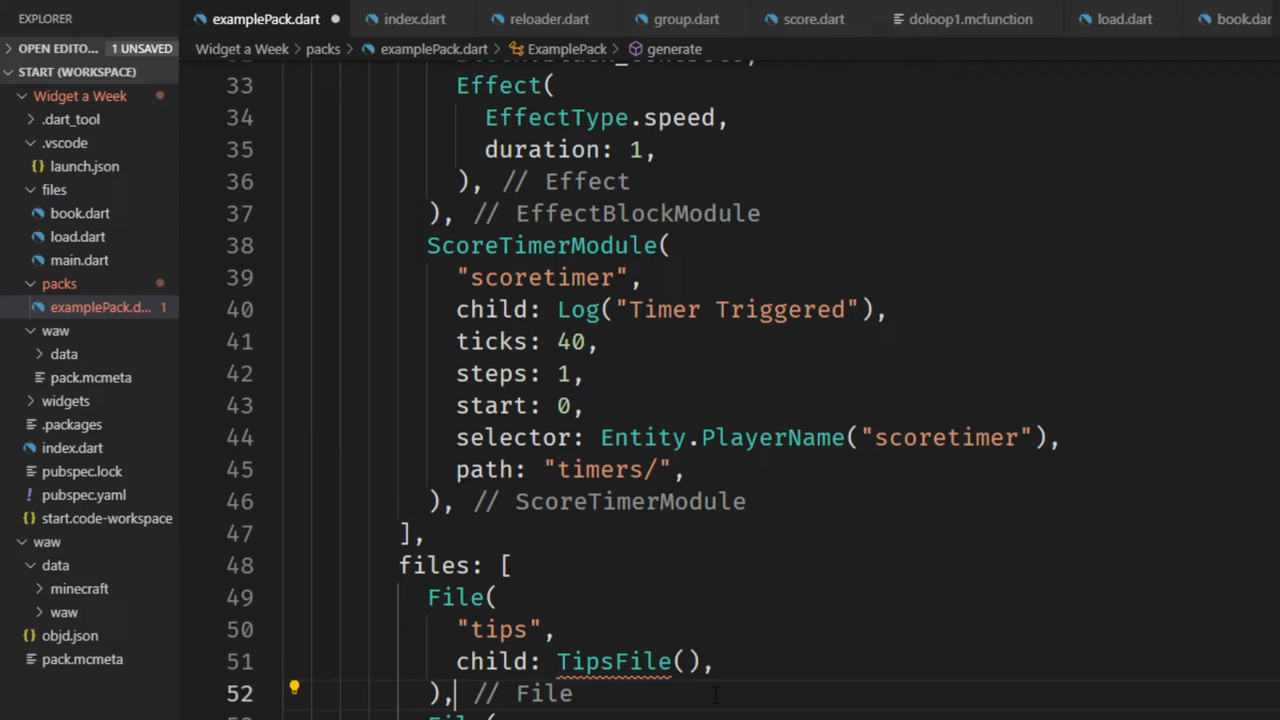 EXPLORER
examplePack.dart
index.dart
reloader.dart
group.dart
score.dart
doloop1.mcfunction
load.dart
book.dar
OPEN EDITO... 1 UNSAVED
Widget a Week > packs > examplePack.dart > ExamplePack > generate
START (WORKSPACE)
Widget a Week
.dart_tool
.vscode
launch.json
files
book.dart
load.dart
main.dart
packs
examplePack.d... 1
waw
data
pack.mcmeta
widgets
.packages
index.dart
pubspec.lock
pubspec.yaml
start.code-workspace
waw
data
minecraft
waw
objd.json
pack.mcmeta
33 Effect(
34 EffectType.speed,
35 duration: 1,
36 ), // Effect
37 ), // EffectBlockModule
38 ScoreTimerModule(
39 "scoretimer",
40 child: Log("Timer Triggered"),
41 ticks: 40,
42 steps: 1,
43 start: 0,
44 selector: Entity.PlayerName("scoretimer"),
45 path: "timers/",
46 ), // ScoreTimerModule
47 ],
48 files: [
49 File(
50 "tips",
51 child: TipsFile(),
52 ), // File